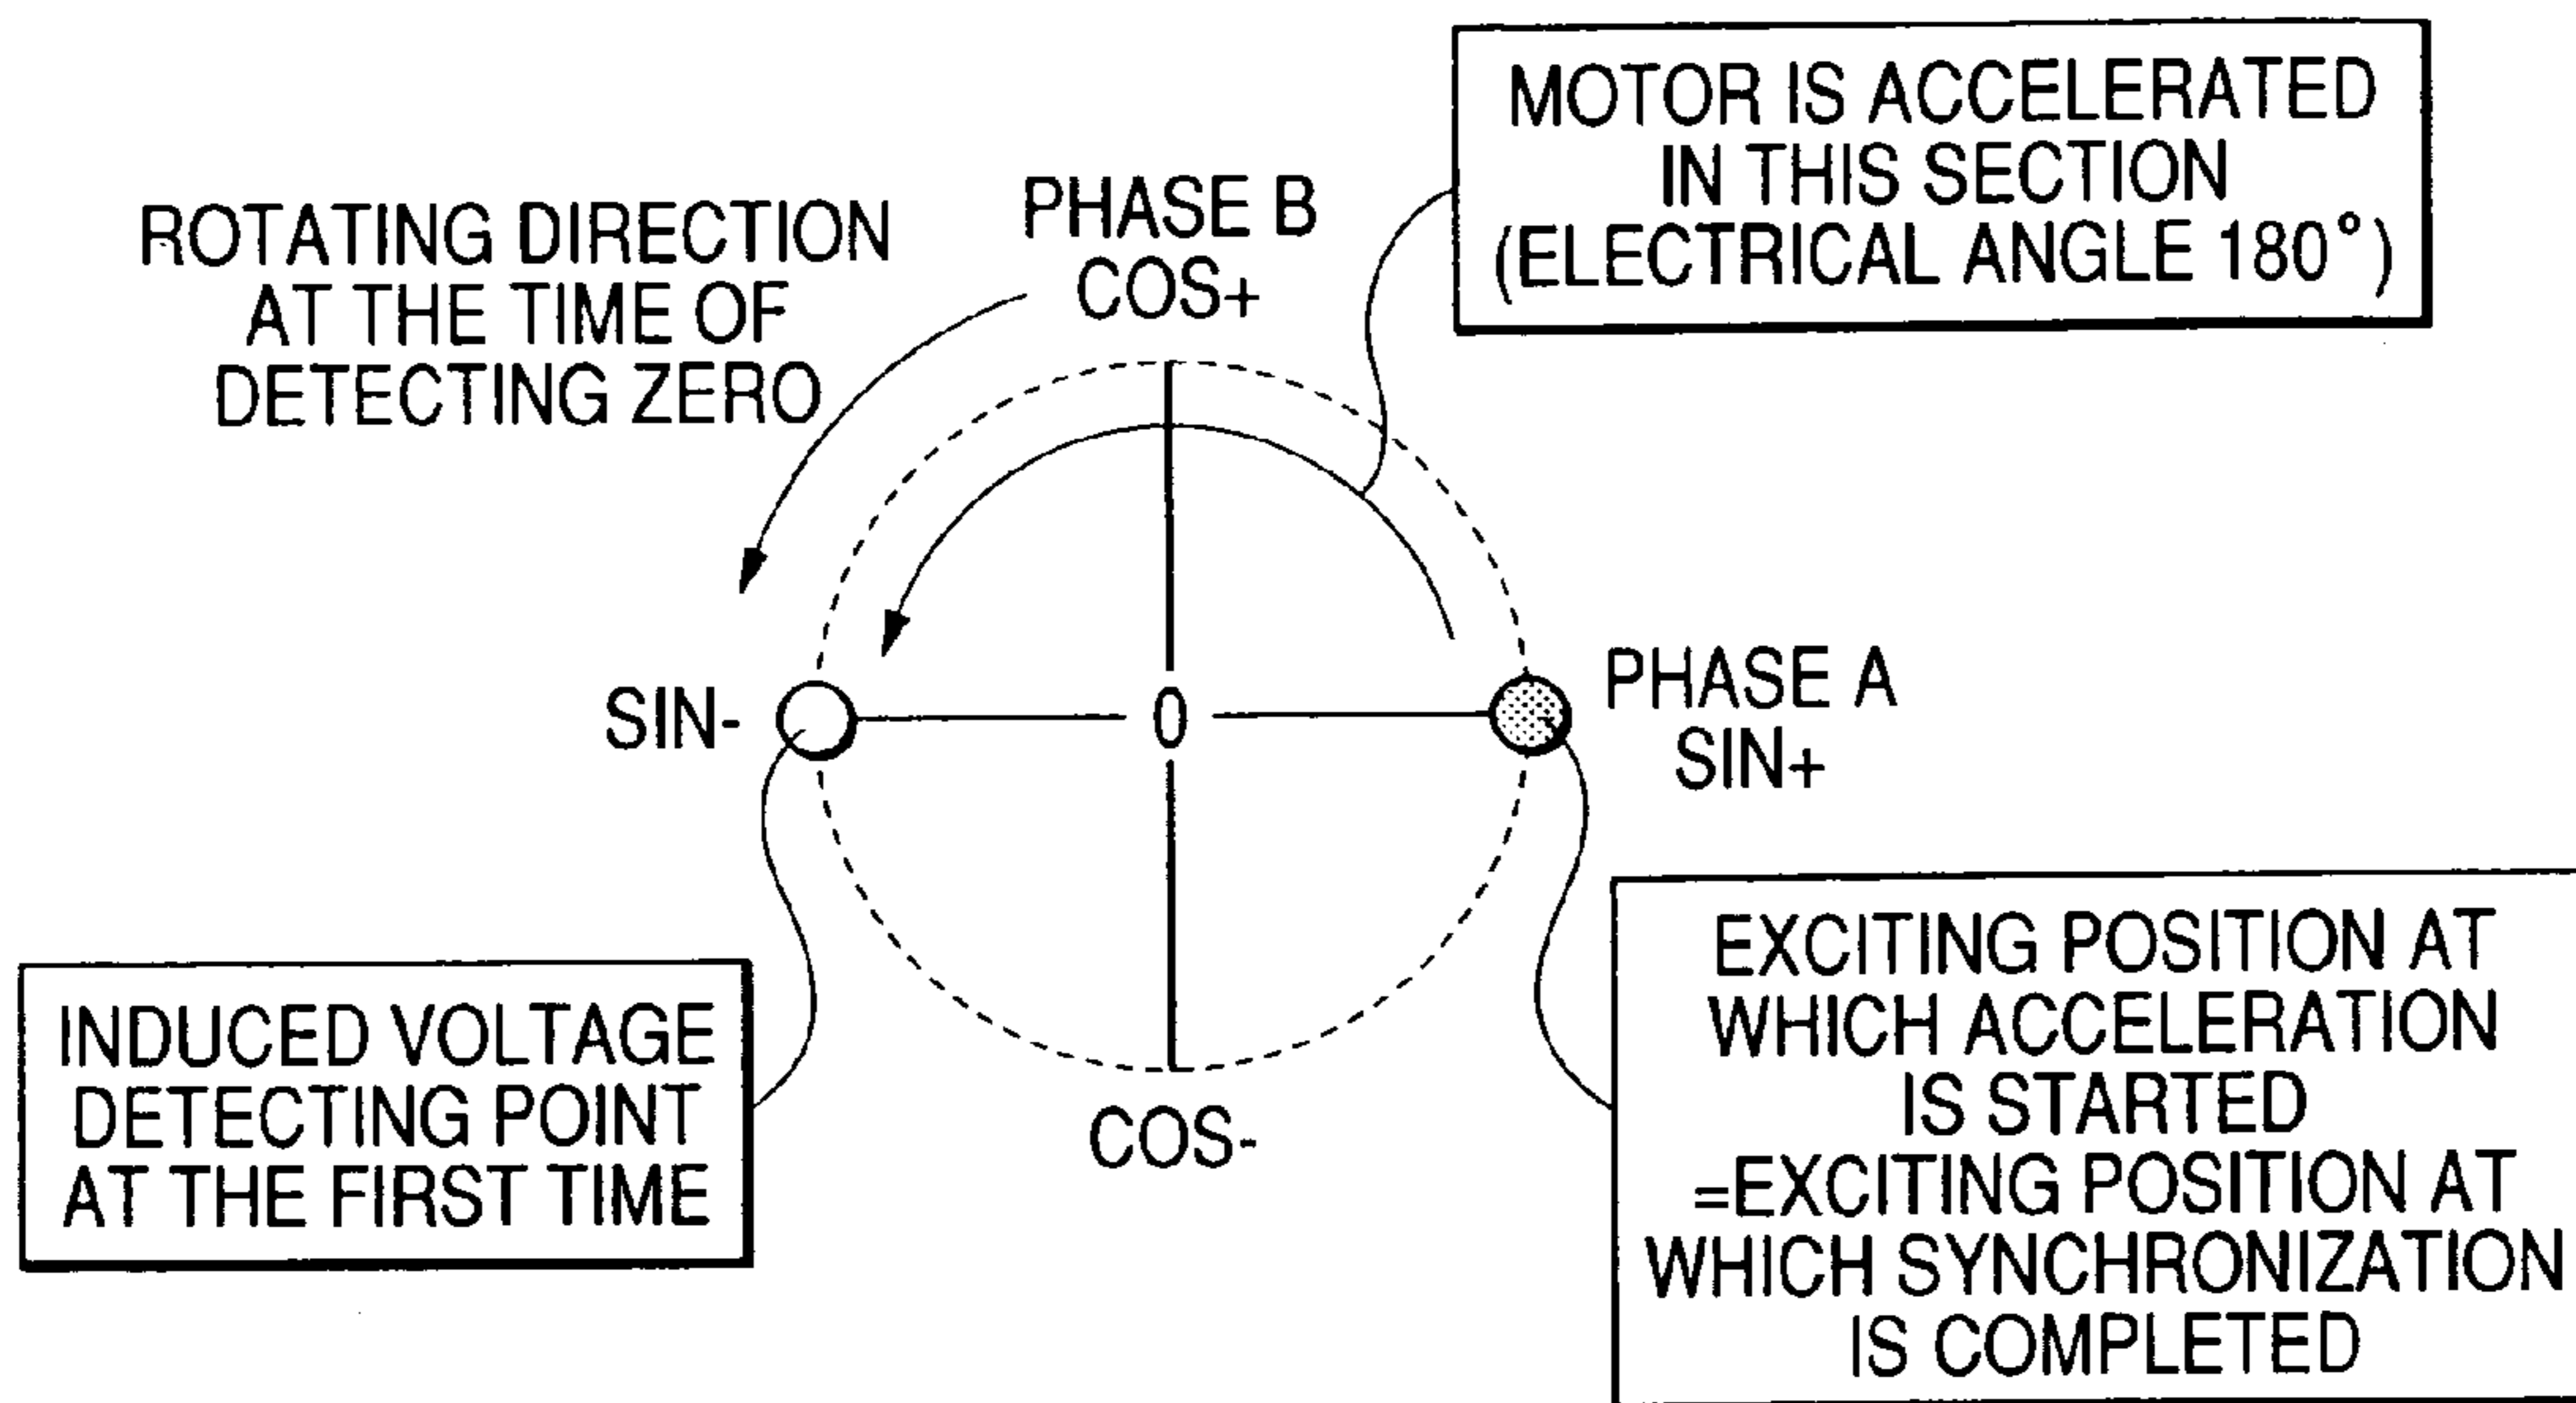 MOTOR IS ACCELERATED
IN THIS SECTION
(ELECTRICAL ANGLE 180°)
ROTATING DIRECTION
AT THE TIME OF
DETECTING ZERO
PHASE B
COS+
SIN-
0
PHASE A
SIN+
COS-
INDUCED VOLTAGE
DETECTING POINT
AT THE FIRST TIME
EXCITING POSITION AT
WHICH ACCELERATION
IS STARTED
=EXCITING POSITION AT
WHICH SYNCHRONIZATION
IS COMPLETED